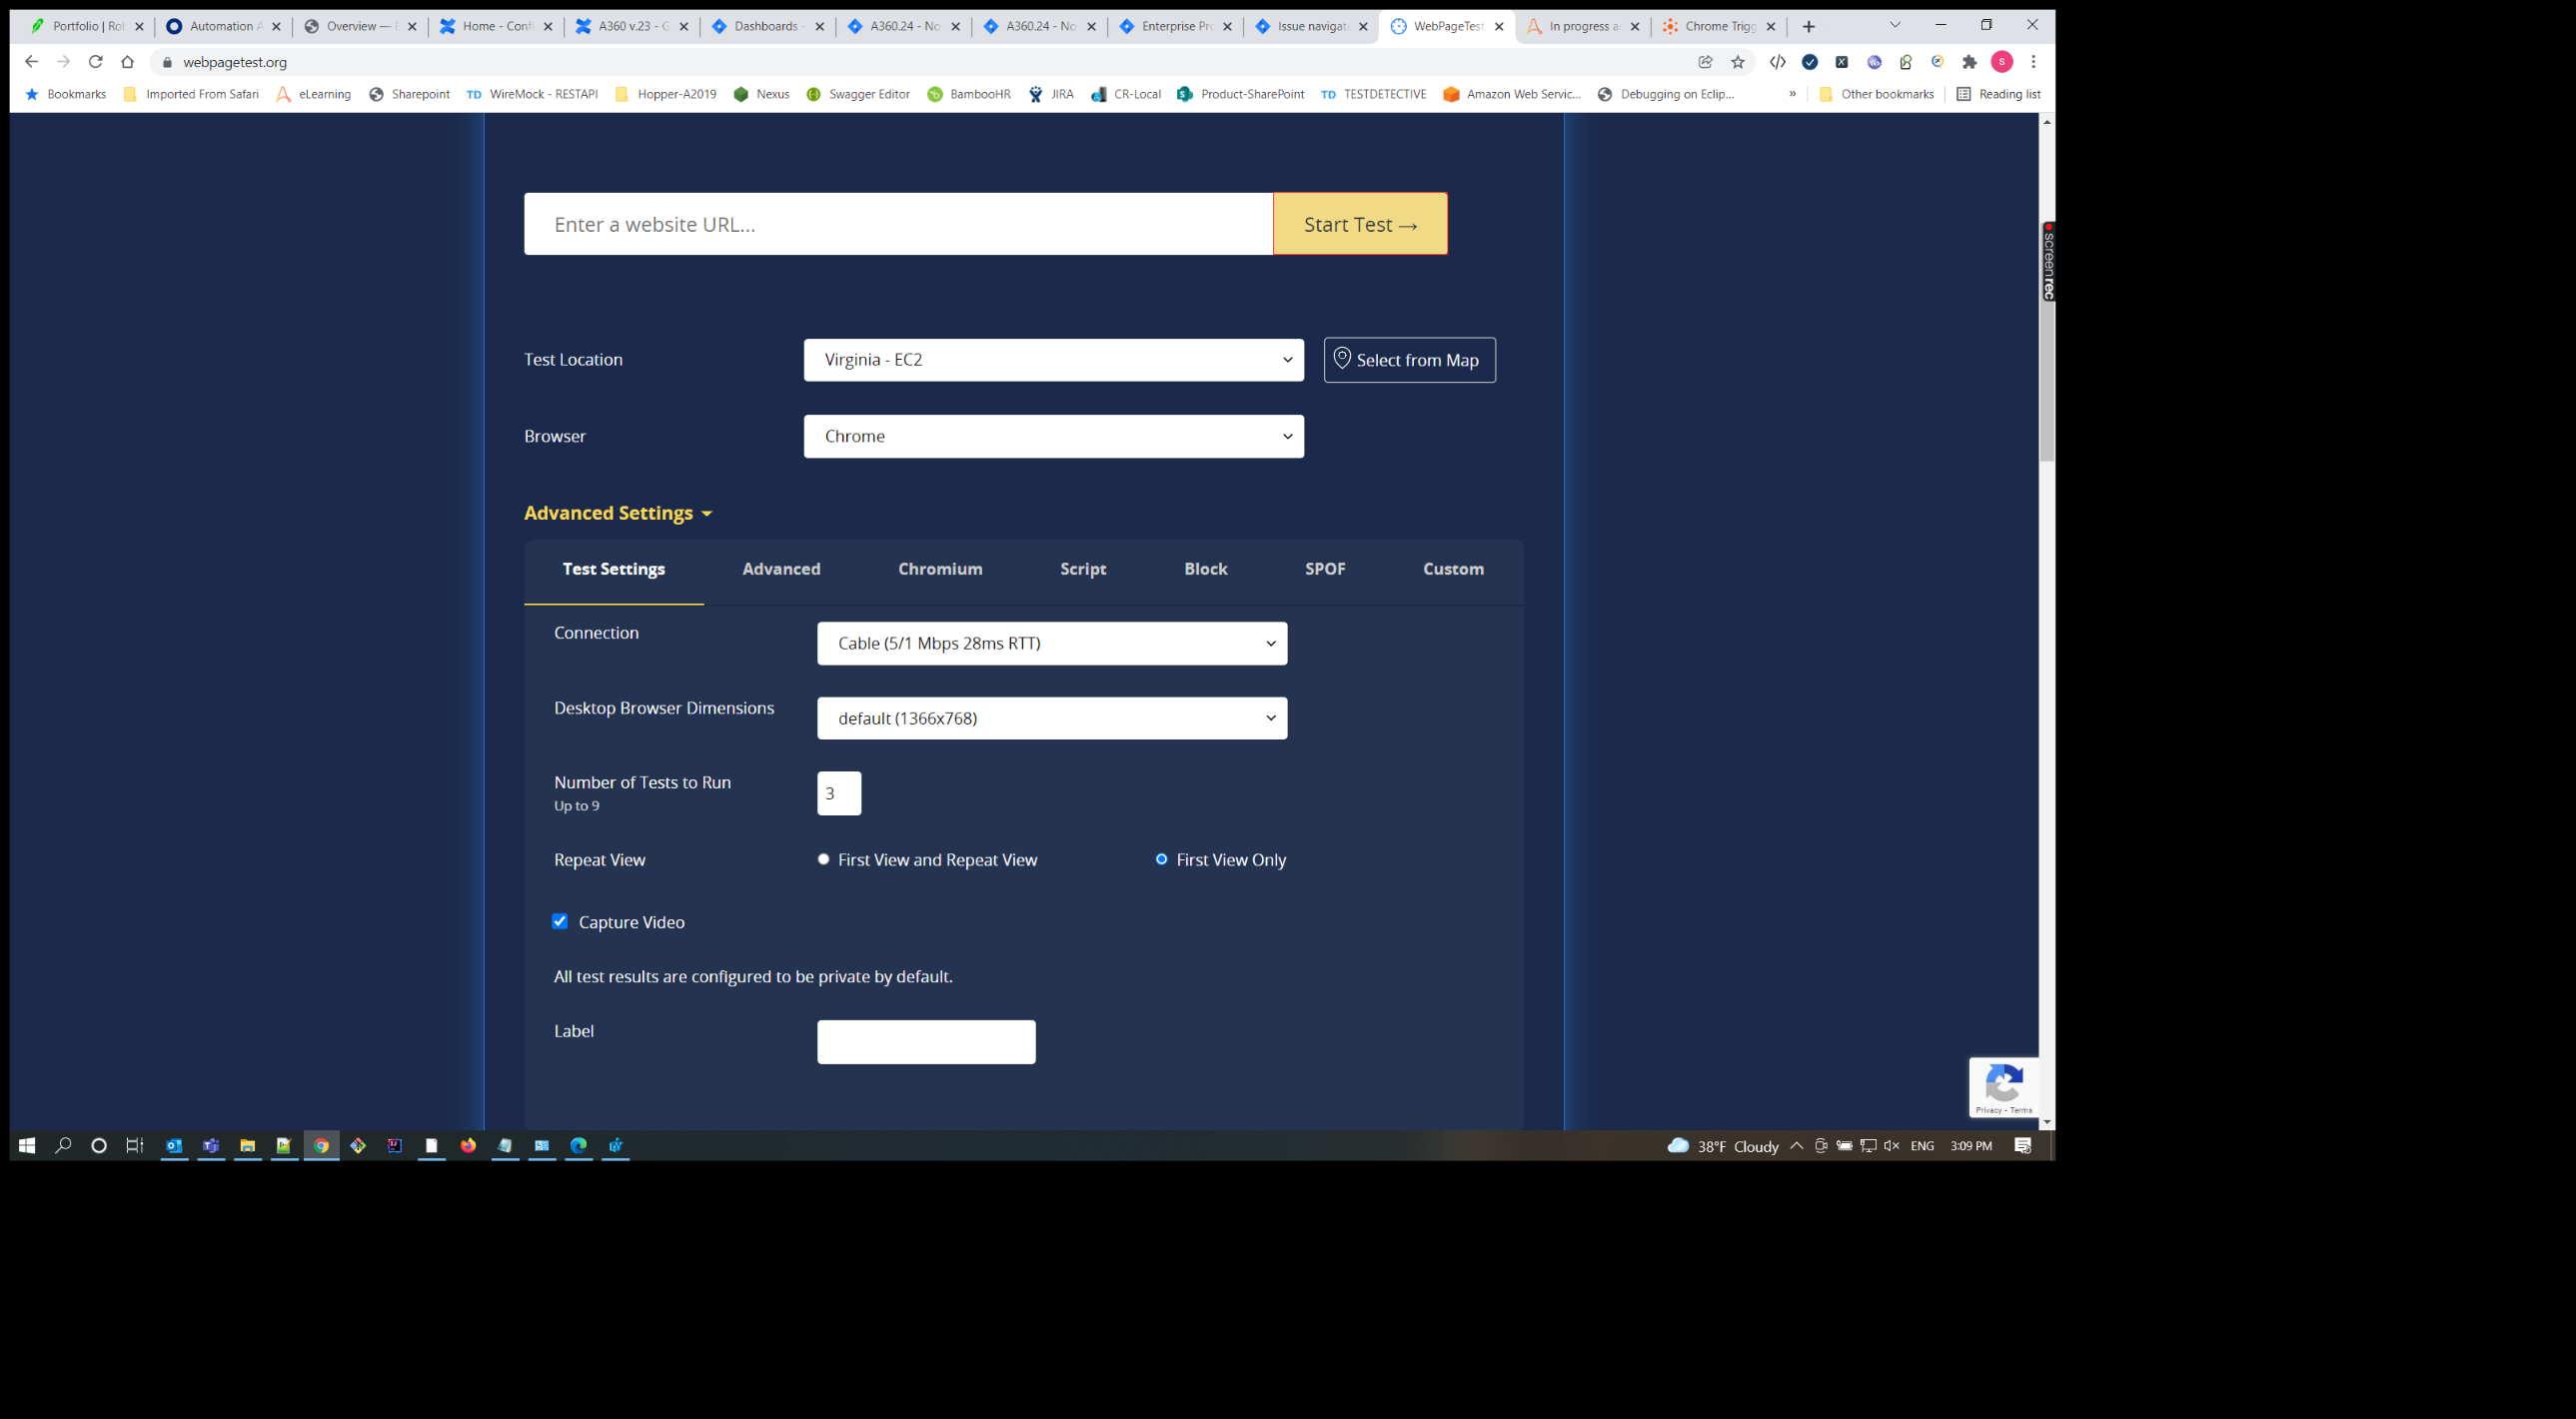 Portfolio | Ro
Automation A
Overview — E
Home - Confl
A360 v.23 - G
Dashboards -
A360.24 - No
A360.24 - No
Enterprise Pro
Issue navigat
WebPageTest
In progress a
Chrome Trigg
webpagetest.org
S
Bookmarks
Imported From Safari
eLearning
Sharepoint
TD WireMock - RESTAPI
Hopper-A2019
Nexus
Swagger Editor
BambooHR
JIRA
CR-Local
Product-SharePoint
TD TESTDETECTIVE
Amazon Web Servic...
Debugging on Eclip...
»
Other bookmarks
Reading list
screenrec
Enter a website URL...
Start Test →
Test Location
Virginia - EC2
Select from Map
Browser
Chrome
Advanced Settings
Test Settings
Advanced
Chromium
Script
Block
SPOF
Custom
Connection
Cable (5/1 Mbps 28ms RTT)
Desktop Browser Dimensions
default (1366x768)
Number of Tests to Run
Up to 9
3
Repeat View
First View and Repeat View
First View Only
Capture Video
All test results are configured to be private by default.
Label
Privacy - Terms
38°F Cloudy
ENG
3:09 PM